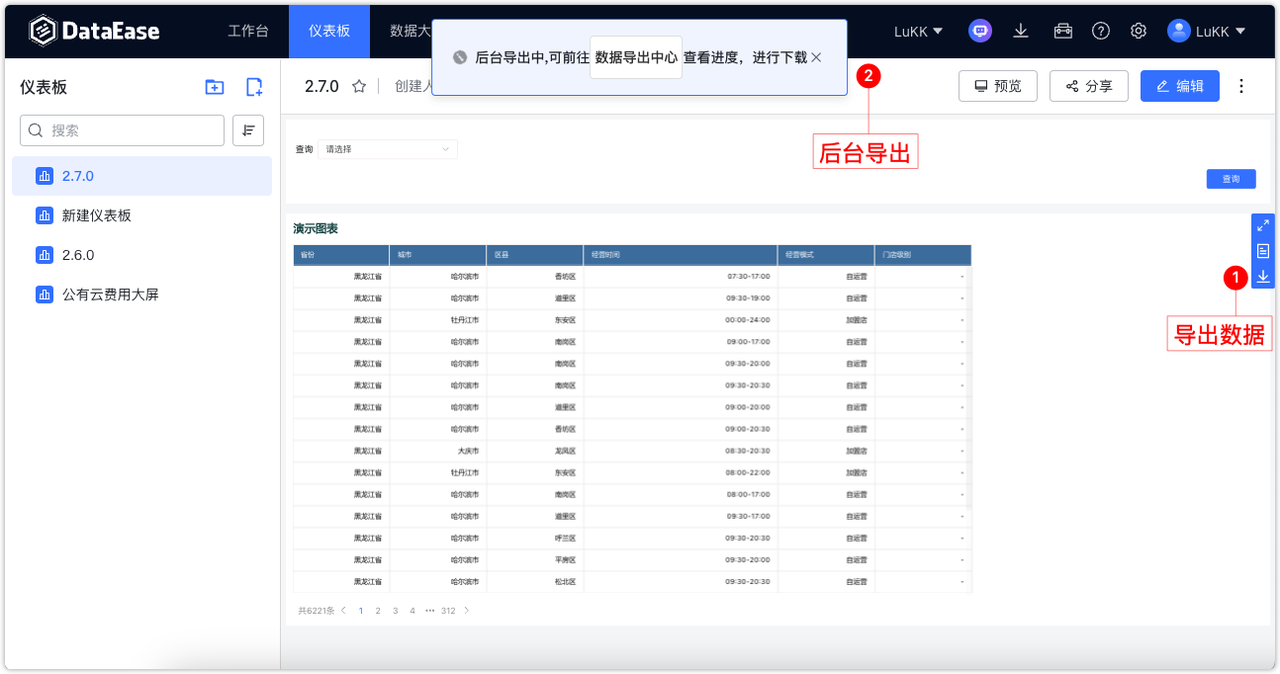 DataEase 工作台 仪表板 数据大 LuKK LuKK
后台导出中,可前往 数据导出中心 查看进度，进行下载
仪表板
2.7.0 创建人 预览 分享 编辑
2
搜索
后台导出
查询 请选择
查询
2.7.0
新建仪表板
2.6.0
公有云费用大屏
演示图表
省份 城市 区县 经营时间 经营模式 门店级别
黑龙江省 哈尔滨市 香坊区 07:30-17:00 自运营 -
黑龙江省 哈尔滨市 道里区 09:30-19:00 自运营 -
黑龙江省 牡丹江市 东安区 00:00-24:00 加盟店 -
黑龙江省 哈尔滨市 南岗区 09:00-17:00 自运营 -
黑龙江省 哈尔滨市 南岗区 09:30-20:00 自运营 -
黑龙江省 哈尔滨市 南岗区 09:30-20:30 自运营 -
黑龙江省 哈尔滨市 道里区 09:00-20:00 自运营 -
黑龙江省 哈尔滨市 香坊区 09:00-20:30 自运营 -
黑龙江省 大庆市 龙凤区 08:30-20:30 加盟店 -
黑龙江省 牡丹江市 东安区 08:00-22:00 加盟店 -
黑龙江省 哈尔滨市 南岗区 08:00-17:00 自运营 -
黑龙江省 哈尔滨市 道里区 09:30-17:00 自运营 -
黑龙江省 哈尔滨市 呼兰区 09:30-20:30 自运营 -
黑龙江省 哈尔滨市 平房区 09:30-20:00 自运营 -
黑龙江省 哈尔滨市 松北区 09:30-20:30 自运营 -
共6221条 1 2 3 4 ••• 312
1
导出数据